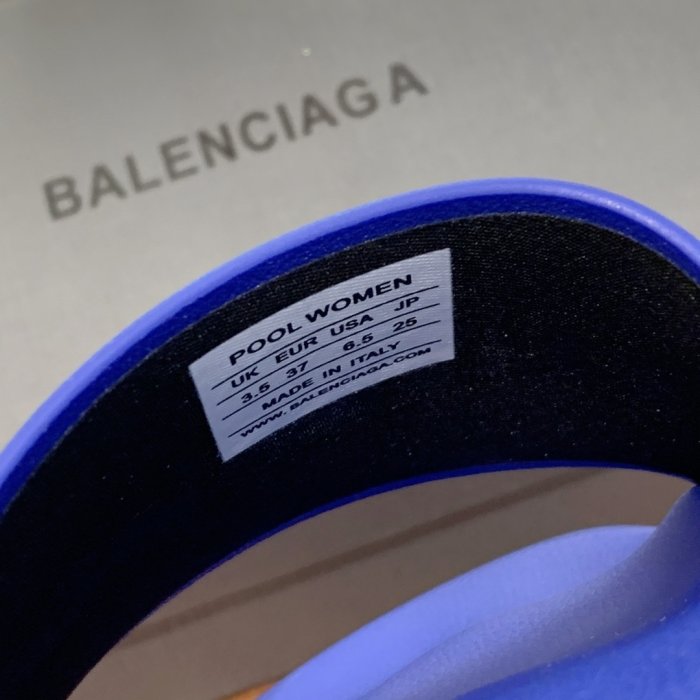 BALENCIAGA
POOL WOMEN
UK EUR USA JP
3.5 37 6.5 25
MADE IN ITALY
www.BALENCIAGA.COM